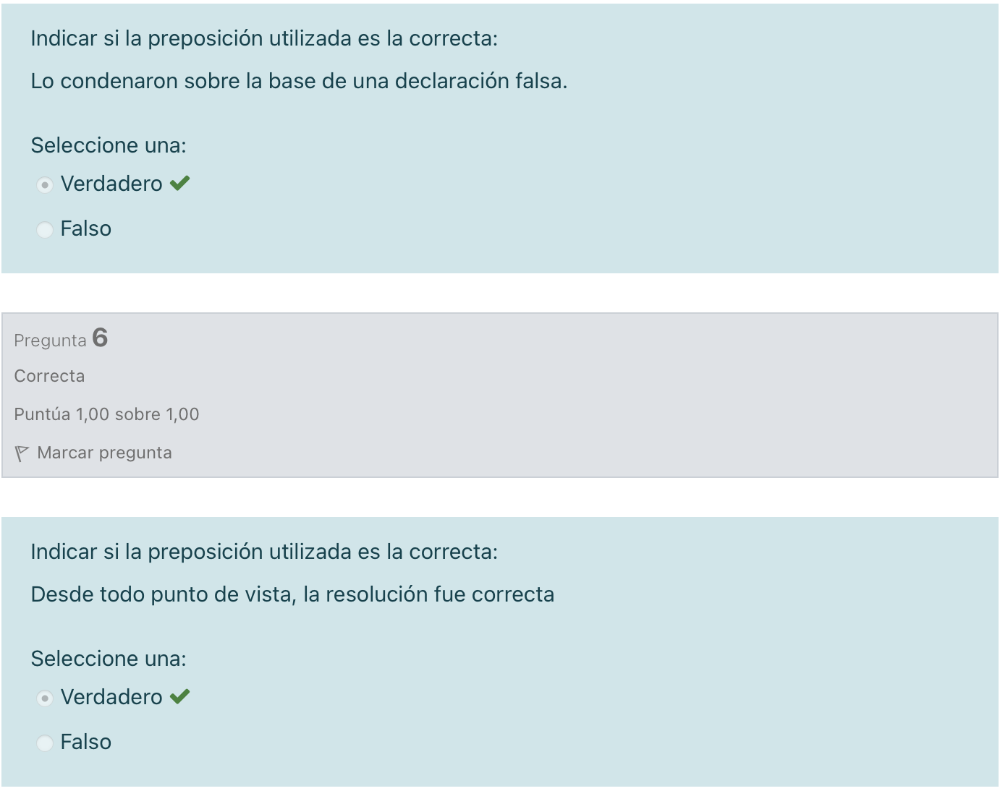 Indicar si la preposición utilizada es la correcta:
Lo condenaron sobre la base de una declaración falsa.
Seleccione una:
Verdadero
Falso
Pregunta 6
Correcta
Puntúa 1,00 sobre 1,00
Marcar pregunta
Indicar si la preposición utilizada es la correcta:
Desde todo punto de vista, la resolución fue correcta
Seleccione una:
Verdadero
Falso